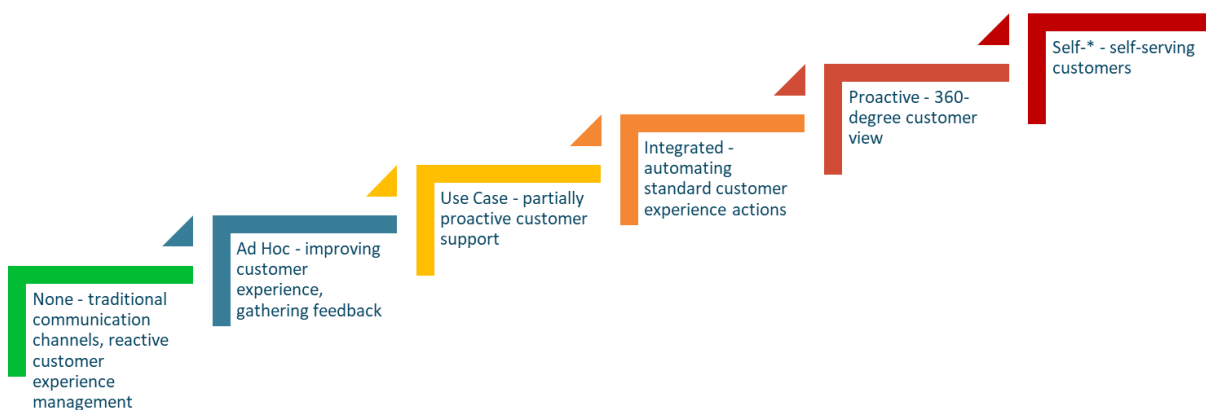 None - traditional
communication
channels, reactive
customer
experience
management
Ad Hoc - improving
customer
experience,
gathering feedback
Use Case - partially
proactive customer
support
Integrated -
automating
standard customer
experience actions
Proactive - 360-
degree customer
view
Self-* - self-serving
customers